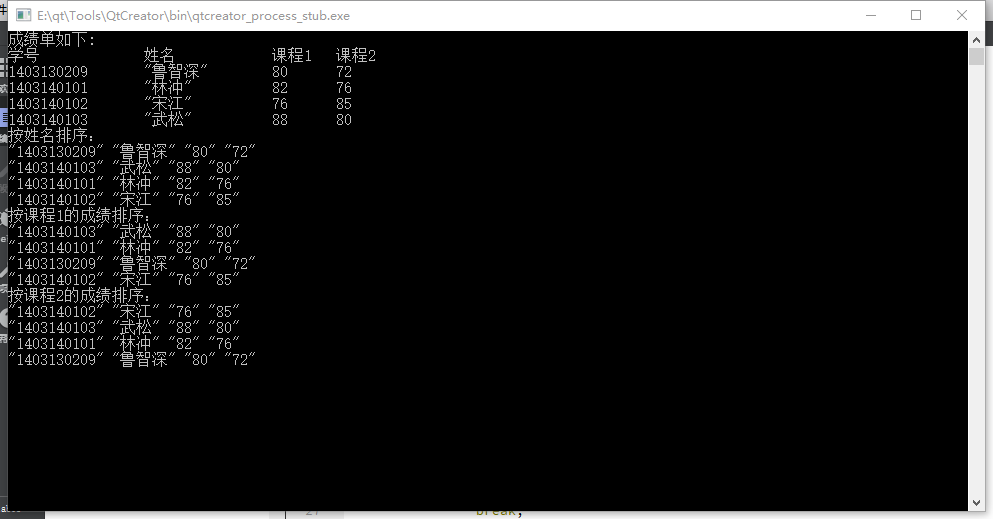 E:\qt\Tools\QtCreator\bin\qtcreator_process_stub.exe
成绩单如下:
学号 姓名 课程1 课程2
1403130209 "鲁智深" 80 72
1403140101 "林冲" 82 76
1403140102 "宋江" 76 85
1403140103 "武松" 88 80
按姓名排序:
"1403130209" "鲁智深" "80" "72"
"1403140103" "武松" "88" "80"
"1403140101" "林冲" "82" "76"
"1403140102" "宋江" "76" "85"
按课程1的成绩排序:
"1403140103" "武松" "88" "80"
"1403140101" "林冲" "82" "76"
"1403130209" "鲁智深" "80" "72"
"1403140102" "宋江" "76" "85"
按课程2的成绩排序:
"1403140102" "宋江" "76" "85"
"1403140103" "武松" "88" "80"
"1403140101" "林冲" "82" "76"
"1403130209" "鲁智深" "80" "72"
27 break;